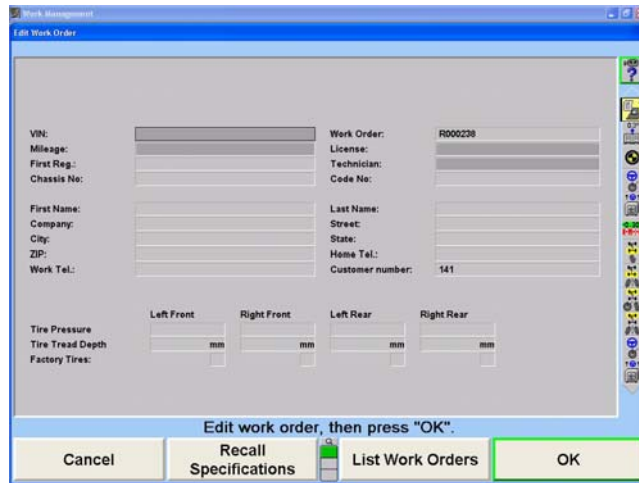 Work Management
Edit Work Order
VIN: Work Order: R000238
Mileage: License:
First Reg.: Technician:
Chassis No: Code No:
First Name: Last Name:
Company: Street:
City: State:
ZIP: Home Tel.:
Work Tel.: Customer number: 141
Left Front Right Front Left Rear Right Rear
Tire Pressure
Tire Tread Depth mm mm mm mm
Factory Tires:
Edit work order, then press "OK".
Cancel Recall Specifications List Work Orders OK